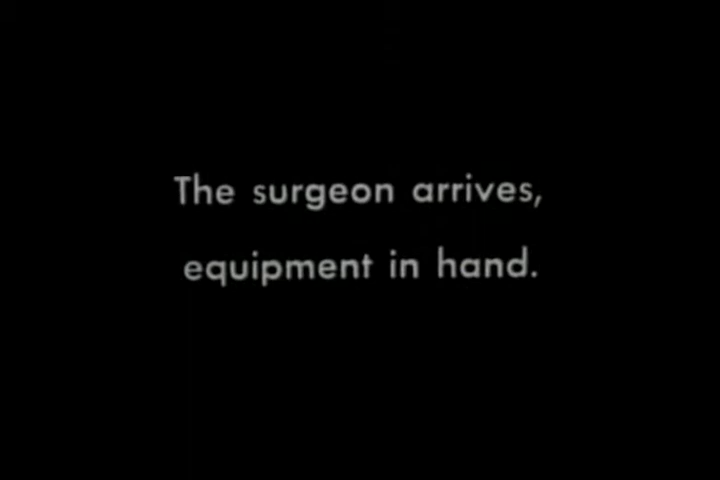 The surgeon arrives,
equipment in hand.